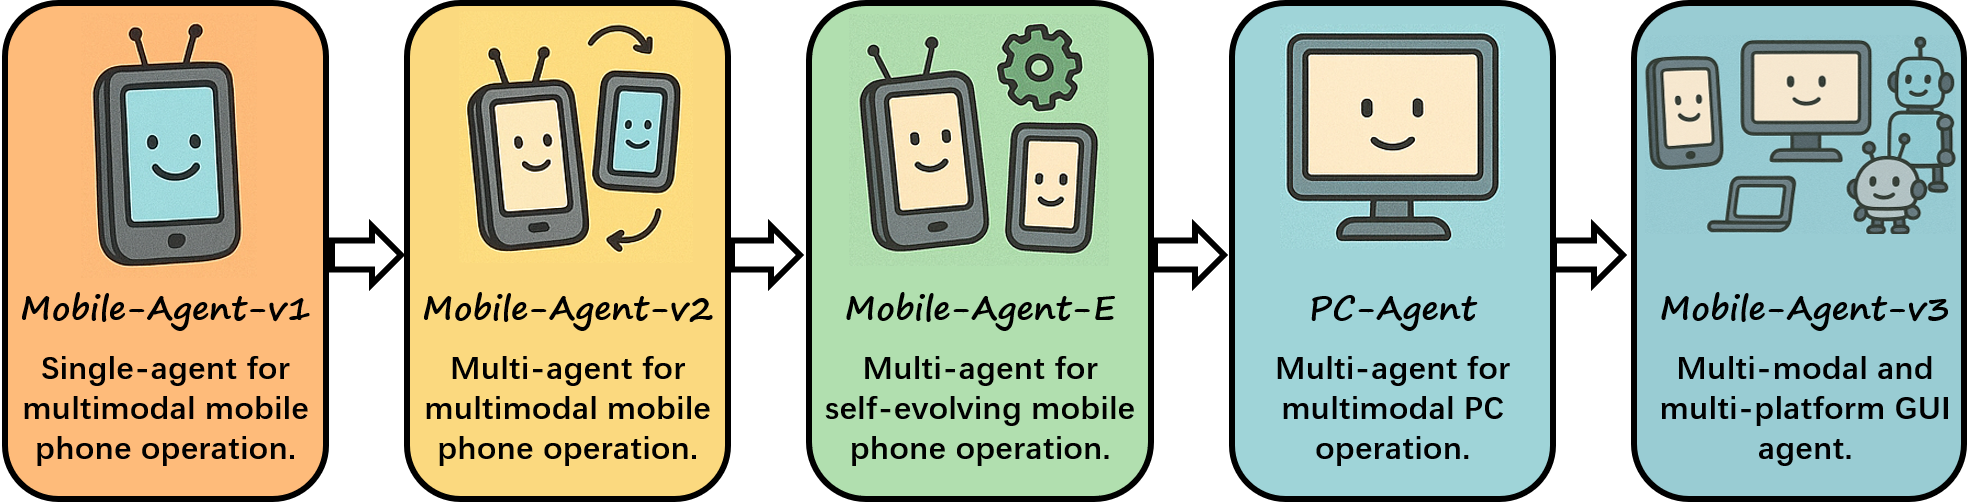 Mobile-Agent-v1
Single-agent for
multimodal mobile
phone operation.
Mobile-Agent-v2
Multi-agent for
multimodal mobile
phone operation.
Mobile-Agent-E
Multi-agent for
self-evolving mobile
phone operation.
PC-Agent
Multi-agent for
multimodal PC
operation.
Mobile-Agent-v3
Multi-modal and
multi-platform GUI
agent.